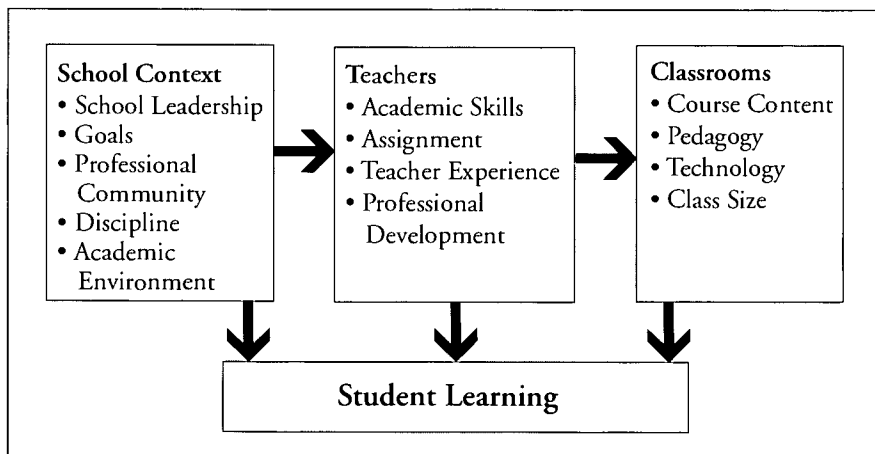 School Context
• School Leadership
• Goals
• Professional
Community
• Discipline
• Academic
Environment
Teachers
• Academic Skills
• Assignment
• Teacher Experience
• Professional
Development
Classrooms
• Course Content
• Pedagogy
• Technology
• Class Size
Student Learning